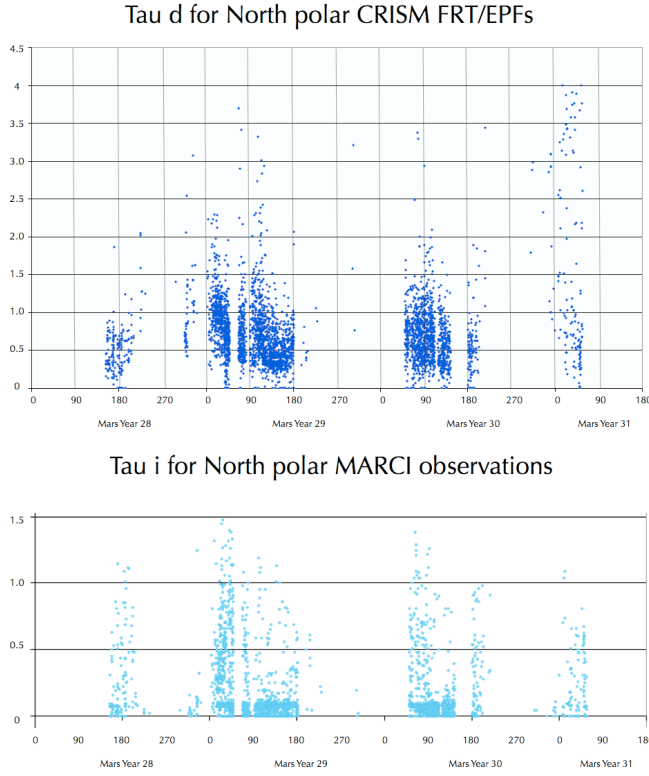 Tau d for North polar CRISM FRT/EPFs
4.5
4
3.5
3.0
2.5
2.0
1.5
1.0
0.5
0
0 90 180 270 0 90 180 270 0 90 180 270 0 90 180
Mars Year 28 Mars Year 29 Mars Year 30 Mars Year 31
Tau i for North polar MARCI observations
1.5
1.0
0.5
0
0 90 180 270 0 90 180 270 0 90 180 270 0 90 18
Mars Year 28 Mars Year 29 Mars Year 30 Mars Year 31